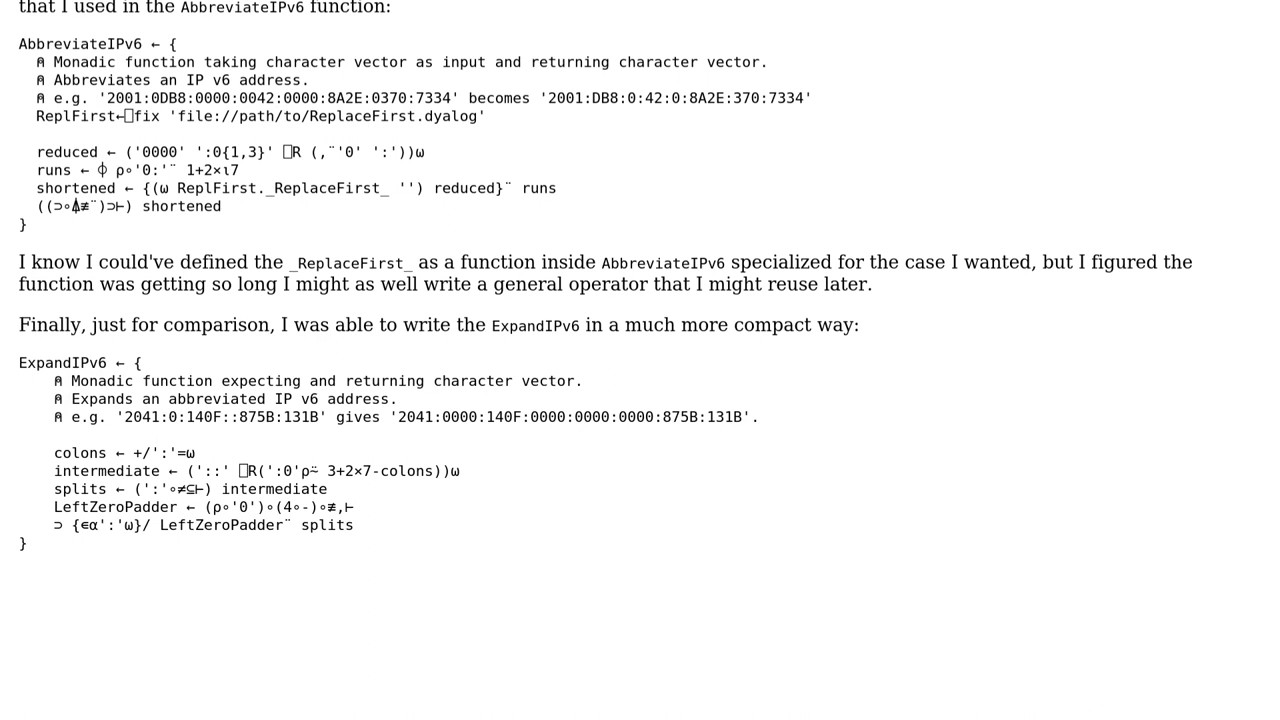 that I used in the AbbreviateIPv6 function:
AbbreviateIPv6 ← {
⍝ Monadic function taking character vector as input and returning character vector.
⍝ Abbreviates an IP v6 address.
⍝ e.g. '2001:0DB8:0000:0042:0000:8A2E:0370:7334' becomes '2001:DB8:0:42:0:8A2E:370:7334'
ReplFirst←⎕fix 'file://path/to/ReplaceFirst.dyalog'
reduced ← ('0000' ':0{1,3}' ⎕R (,¨'0' ':'))⍵
runs ← ⌽ ⍴∘'0:'¨ 1+2×⍳7
shortened ← {(⍵ ReplFirst._ReplaceFirst_ '') reduced}¨ runs
((⊃∘⍋≢¨)⊃⊢) shortened
}
I know I could've defined the _ReplaceFirst_ as a function inside AbbreviateIPv6 specialized for the case I wanted, but I figured the
function was getting so long I might as well write a general operator that I might reuse later.
Finally, just for comparison, I was able to write the ExpandIPv6 in a much more compact way:
ExpandIPv6 ← {
⍝ Monadic function expecting and returning character vector.
⍝ Expands an abbreviated IP v6 address.
⍝ e.g. '2041:0:140F::875B:131B' gives '2041:0000:140F:0000:0000:0000:875B:131B'.
colons ← +/':'=⍵
intermediate ← ('::' ⎕R(':0'⍴⍨ 3+2×7-colons))⍵
splits ← (':'∘≠⊆⊢) intermediate
LeftZeroPadder ← (⍴∘'0')∘(4∘-)∘≢,⊢
⊃ {∊⍺':'⍵}/ LeftZeroPadder¨ splits
}